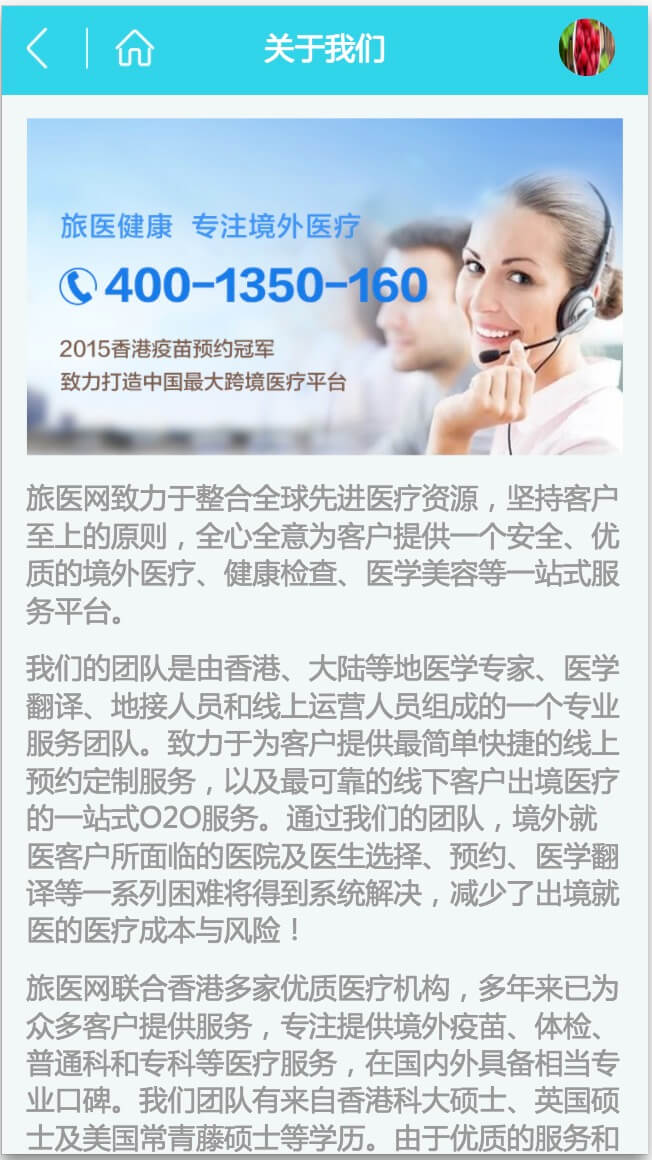 关于我们
旅医健康 专注境外医疗
400-1350-160
2015香港疫苗预约冠军
致力打造中国最大跨境医疗平台
旅医网致力于整合全球先进医疗资源，坚持客户
至上的原则，全心全意为客户提供一个安全、优
质的境外医疗、健康检查、医学美容等一站式服
务平台。
我们的团队是由香港、大陆等地医学专家、医学
翻译、地接人员和线上运营人员组成的一个专业
服务团队。致力于为客户提供最简单快捷的线上
预约定制服务，以及最可靠的线下客户出境医疗
的一站式O2O服务。通过我们的团队，境外就
医客户所面临的医院及医生选择、预约、医学翻
译等一系列困难将得到系统解决，减少了出境就
医的医疗成本与风险！
旅医网联合香港多家优质医疗机构，多年来已为
众多客户提供服务，专注提供境外疫苗、体检、
普通科和专科等医疗服务，在国内外具备相当专
业口碑。我们团队有来自香港科大硕士、英国硕
士及美国常青藤硕士等学历。由于优质的服务和